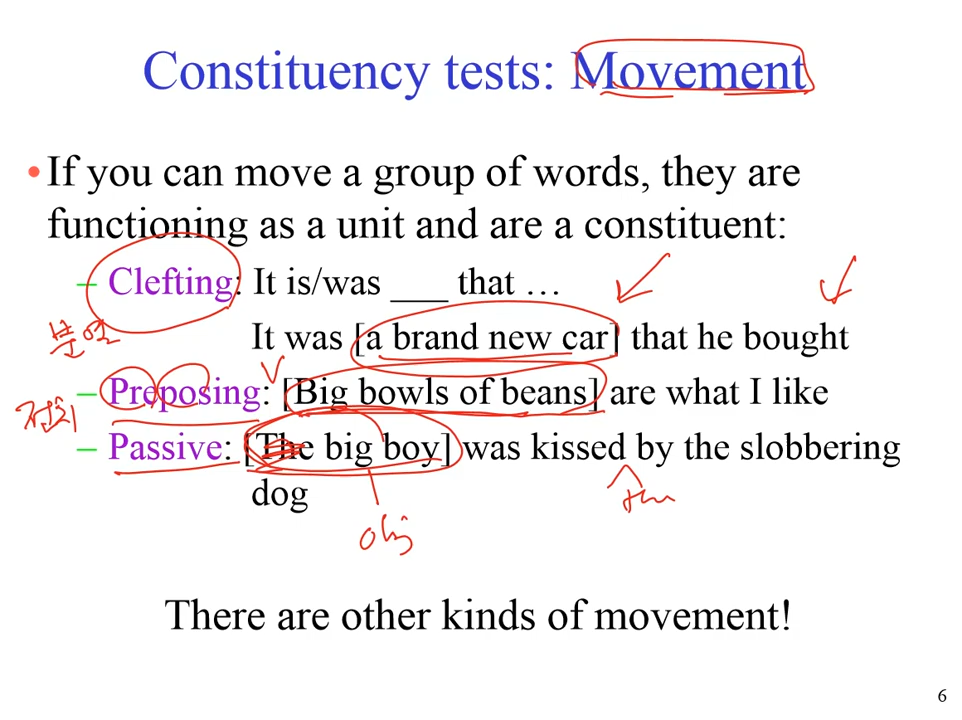 Constituency tests: Movement
•If you can move a group of words, they are
functioning as a unit and are a constituent:
– Clefting: It is/was ___ that …
It was [a brand new car] that he bought
분열
– Preposing: [Big bowls of beans] are what I like
전치
– Passive: [The big boy] was kissed by the slobbering
dog
obj
There are other kinds of movement!
6